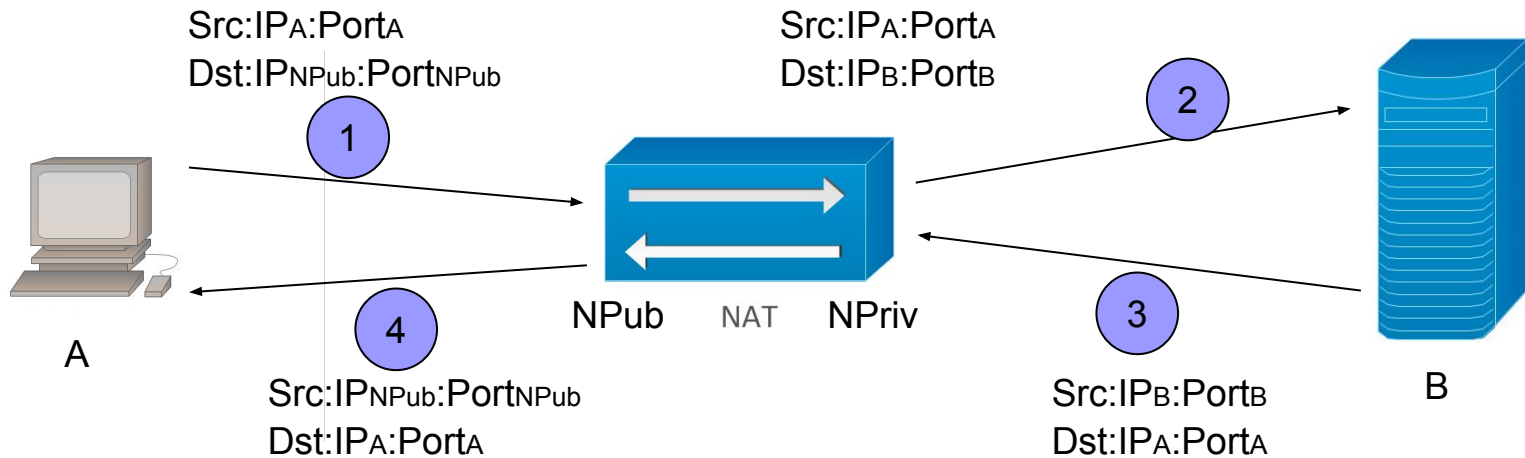 Src:IPA:PortA
Dst:IPNPub:PortNPub
Src:IPA:PortA
Dst:IPB:PortB
1
2
NPub
NAT
NPriv
4
3
A
B
Src:IPNPub:PortNPub
Dst:IPA:PortA
Src:IPB:PortB
Dst:IPA:PortA